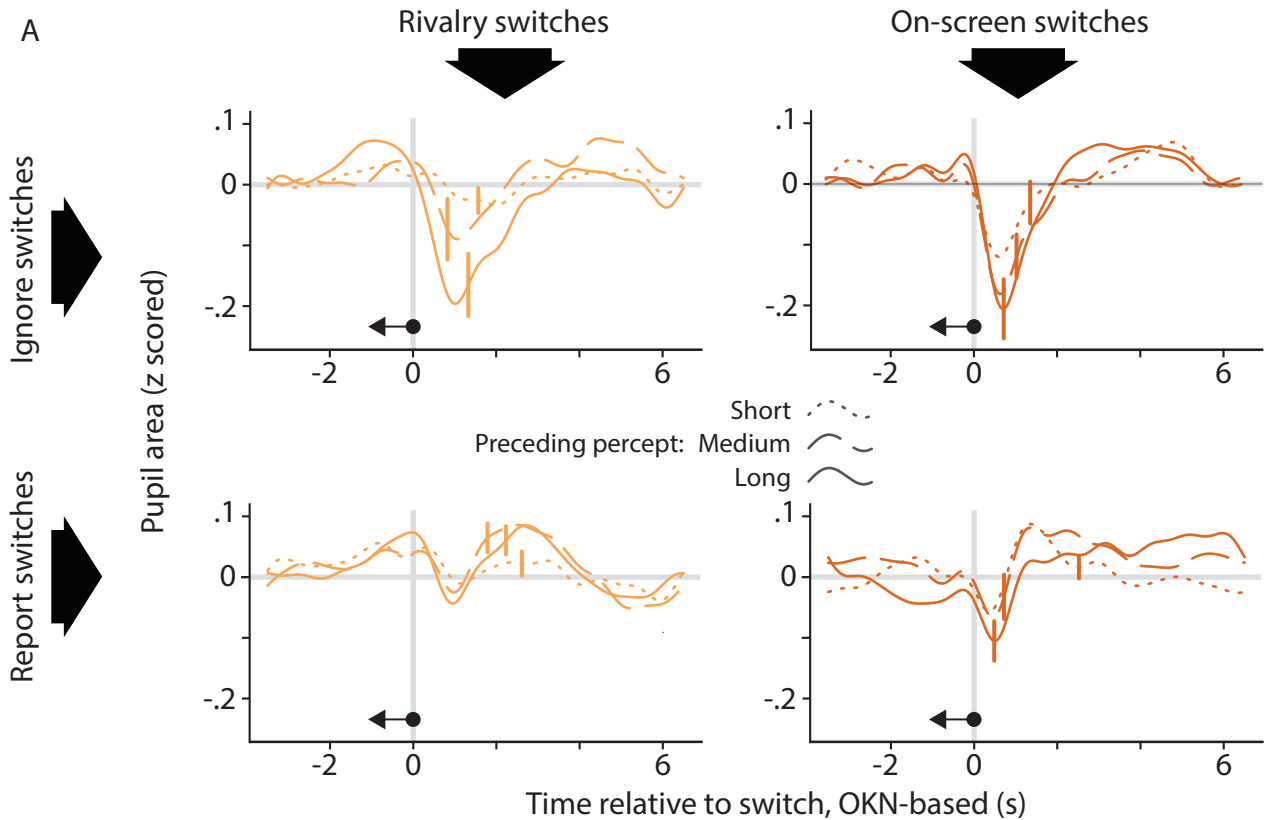 A
Rivalry switches
On-screen switches
Ignore switches
Report switches
Pupil area (z scored)
.1
0
-.2
-2
0
6
.1
0
-.2
-2
0
6
Short
Preceding percept: Medium
Long
.1
0
-.2
-2
0
6
.1
0
-.2
-2
0
6
Time relative to switch, OKN-based (s)